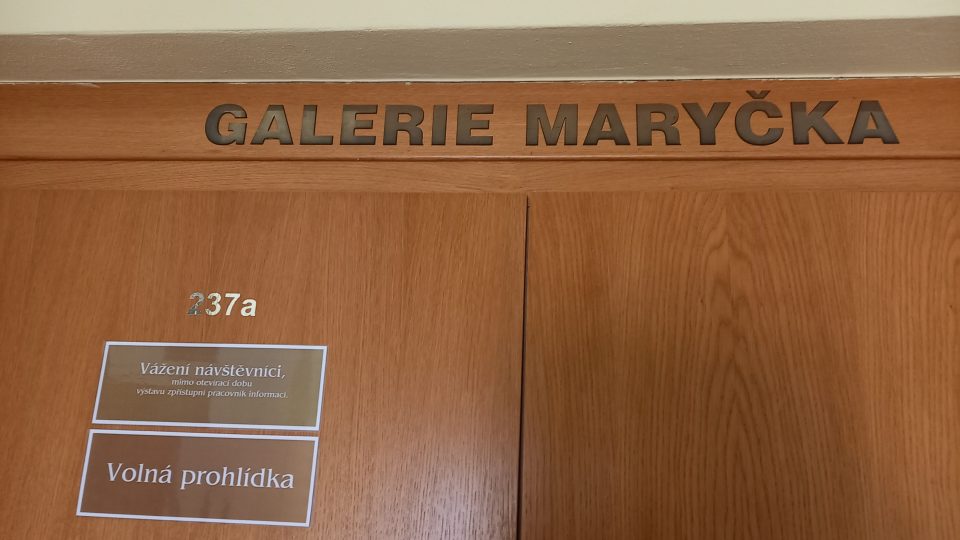 GALERIE MARYČKA
237a
Vážení návštěvníci,
mimo otevírací dobu
výstavu zpřístupní pracovník informací.
Volná prohlídka